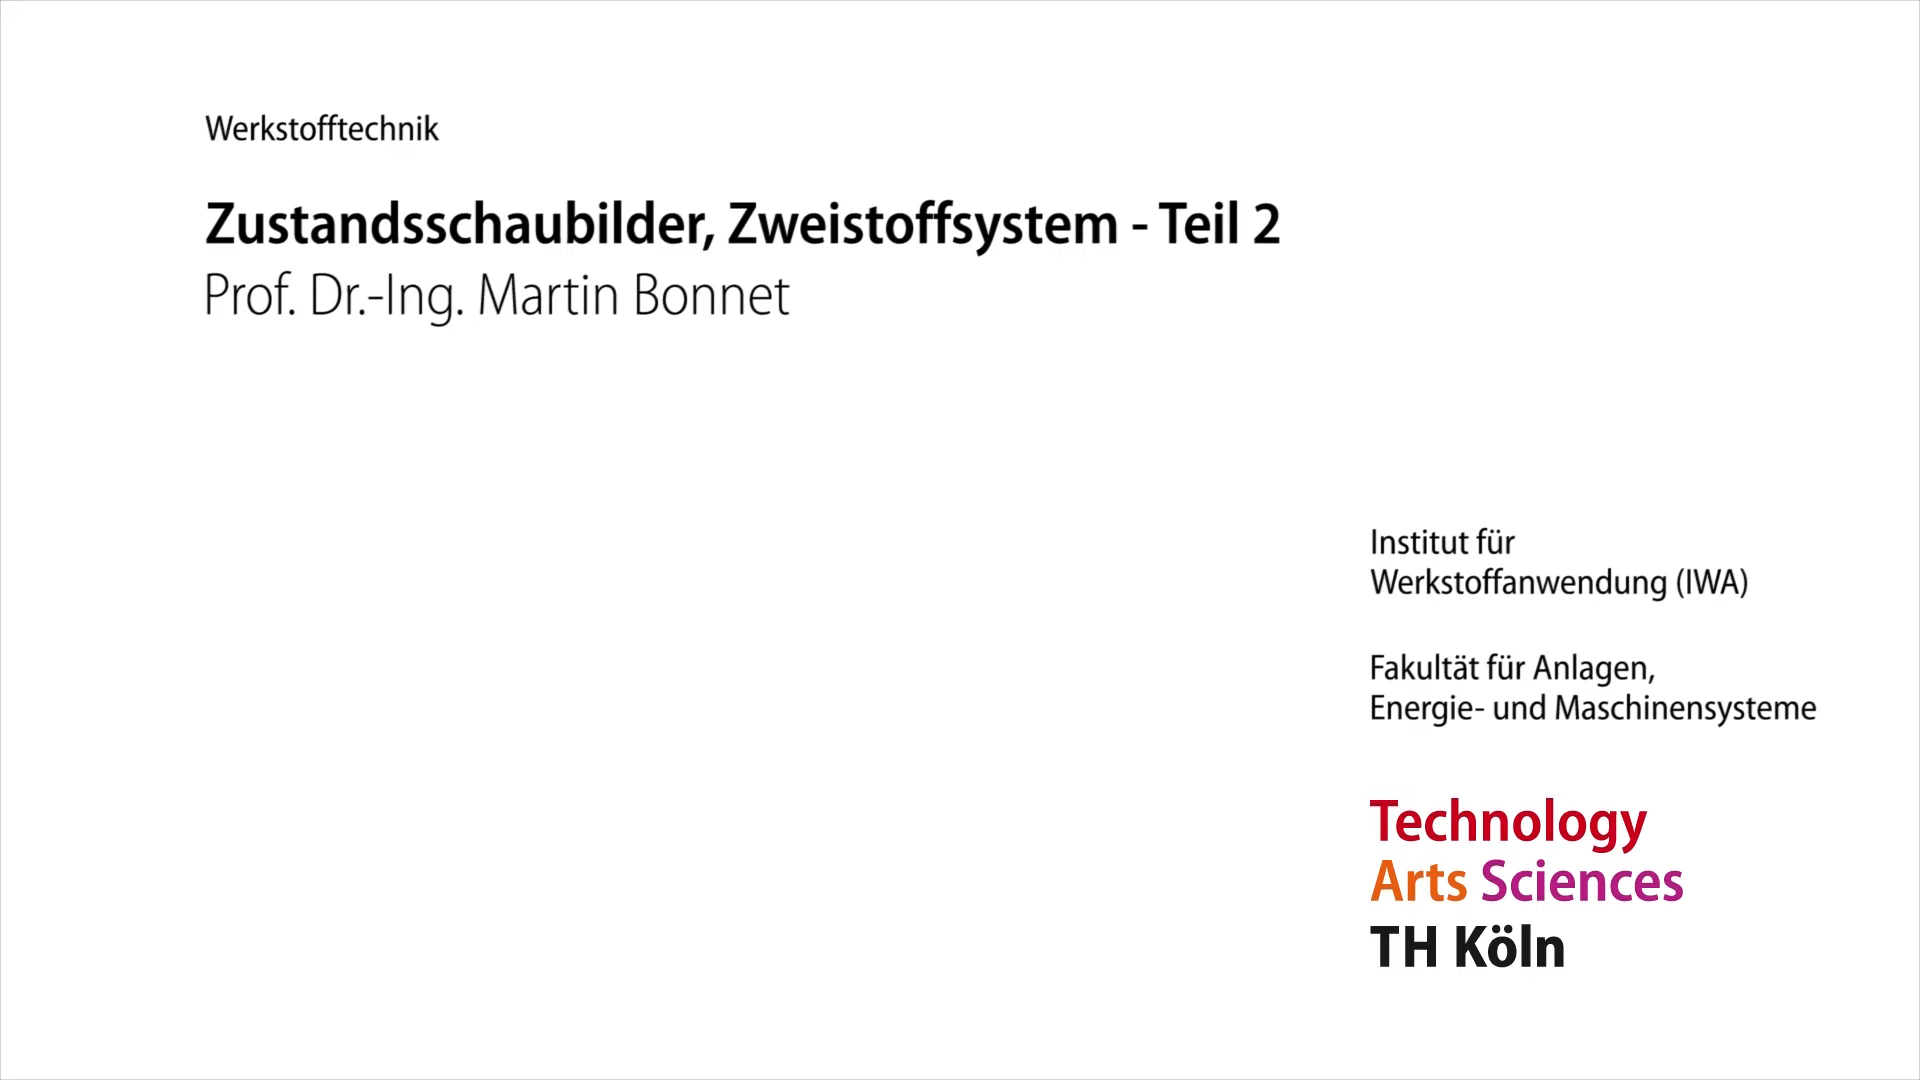 Werkstofftechnik
Zustandsschaubilder, Zweistoffsystem - Teil 2
Prof. Dr.-Ing. Martin Bonnet
Institut für
Werkstoffanwendung (IWA)
Fakultät für Anlagen,
Energie- und Maschinensysteme
Technology
Arts Sciences
TH Köln